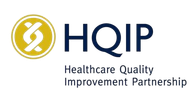 HQIP
Healthcare Quality
Improvement Partnership